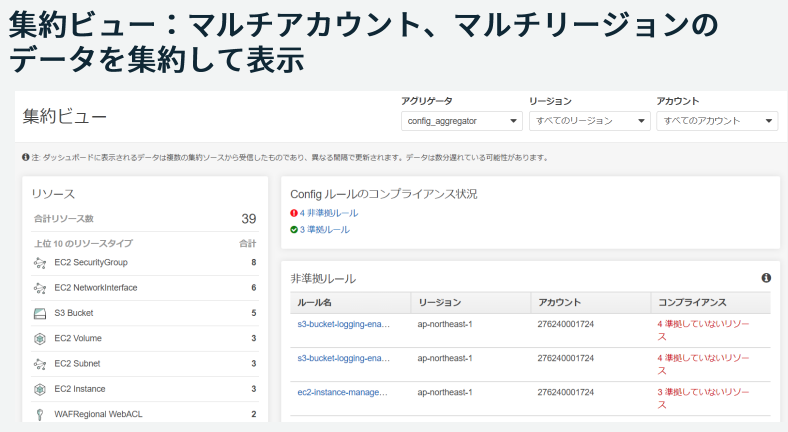 集約ビュー：マルチアカウント、マルチリージョンの
データを集約して表示
集約ビュー
アグリゲータ
config_aggregator
リージョン
すべてのリージョン
アカウント
すべてのアカウント
注: ダッシュボードに表示されるデータは複数の集約ソースから受信したものであり、異なる間隔で更新されます。データは数分遅れている可能性があります。
リソース
合計リソース数 39
上位 10 のリソースタイプ 合計
EC2 SecurityGroup 8
EC2 NetworkInterface 6
S3 Bucket 5
EC2 Volume 3
EC2 Subnet 3
EC2 Instance 3
WAFRegional WebACL 2
Config ルールのコンプライアンス状況
4 非準拠ルール
3 準拠ルール
非準拠ルール
ルール名 リージョン アカウント コンプライアンス
s3-bucket-logging-ena... ap-northeast-1 276240001724 4 準拠していないリソー
ス
s3-bucket-logging-ena... ap-northeast-1 276240001724 4 準拠していないリソー
ス
ec2-instance-manage... ap-northeast-1 276240001724 3 準拠していないリソー
ス